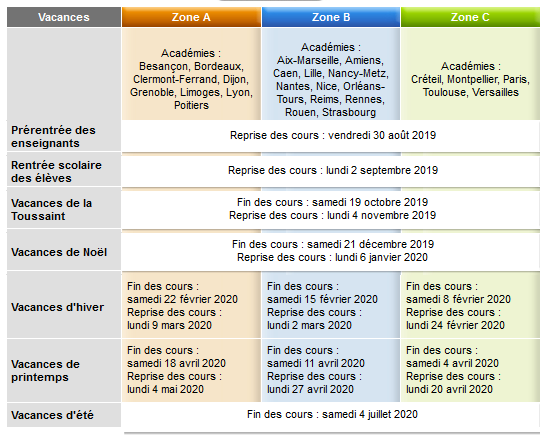 Vacances
Zone A
Zone B
Zone C
Académies :
Besançon, Bordeaux,
Clermont-Ferrand, Dijon,
Grenoble, Limoges, Lyon,
Poitiers
Académies :
Aix-Marseille, Amiens,
Caen, Lille, Nancy-Metz,
Nantes, Nice, Orléans-
Tours, Reims, Rennes,
Rouen, Strasbourg
Académies :
Créteil, Montpellier, Paris,
Toulouse, Versailles
Prérentrée des
enseignants
Reprise des cours : vendredi 30 août 2019
Rentrée scolaire
des élèves
Reprise des cours : lundi 2 septembre 2019
Vacances de la
Toussaint
Fin des cours : samedi 19 octobre 2019
Reprise des cours : lundi 4 novembre 2019
Vacances de Noël
Fin des cours : samedi 21 décembre 2019
Reprise des cours : lundi 6 janvier 2020
Vacances d'hiver
Fin des cours :
samedi 22 février 2020
Reprise des cours :
lundi 9 mars 2020
Fin des cours :
samedi 15 février 2020
Reprise des cours :
lundi 2 mars 2020
Fin des cours :
samedi 8 février 2020
Reprise des cours :
lundi 24 février 2020
Vacances de
printemps
Fin des cours :
samedi 18 avril 2020
Reprise des cours :
lundi 4 mai 2020
Fin des cours :
samedi 11 avril 2020
Reprise des cours :
lundi 27 avril 2020
Fin des cours :
samedi 4 avril 2020
Reprise des cours :
lundi 20 avril 2020
Vacances d'été
Fin des cours : samedi 4 juillet 2020